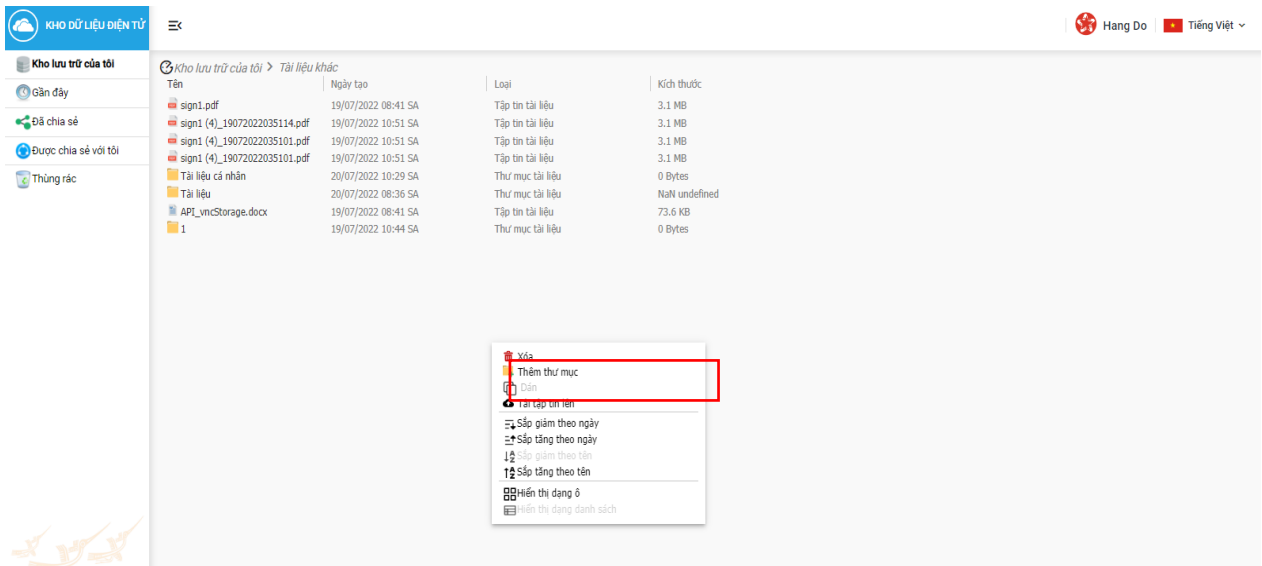 KHO DỮ LIỆU ĐIỆN TỬ
Hang Do
Tiếng Việt
Kho lưu trữ của tôi
Gần đây
Đã chia sẻ
Được chia sẻ với tôi
Thùng rác
Kho lưu trữ của tôi > Tài liệu khác
Tên Ngày tạo Loại Kích thước
sign1.pdf 19/07/2022 08:41 SA Tập tin tài liệu 3.1 MB
sign1 (4)_19072022035114.pdf 19/07/2022 10:51 SA Tập tin tài liệu 3.1 MB
sign1 (4)_19072022035101.pdf 19/07/2022 10:51 SA Tập tin tài liệu 3.1 MB
sign1 (4)_19072022035101.pdf 19/07/2022 10:51 SA Tập tin tài liệu 3.1 MB
Tài liệu cá nhân 20/07/2022 10:29 SA Thư mục tài liệu 0 Bytes
Tài liệu 20/07/2022 08:36 SA Thư mục tài liệu NaN undefined
API_vncStorage.docx 19/07/2022 08:41 SA Tập tin tài liệu 73.6 KB
1 19/07/2022 10:44 SA Thư mục tài liệu 0 Bytes
Xóa
Thêm thư mục
Dán
Tải tập tin lên
Sắp giảm theo ngày
Sắp tăng theo ngày
Sắp giảm theo tên
Sắp tăng theo tên
Hiển thị dạng ô
Hiển thị dạng danh sách